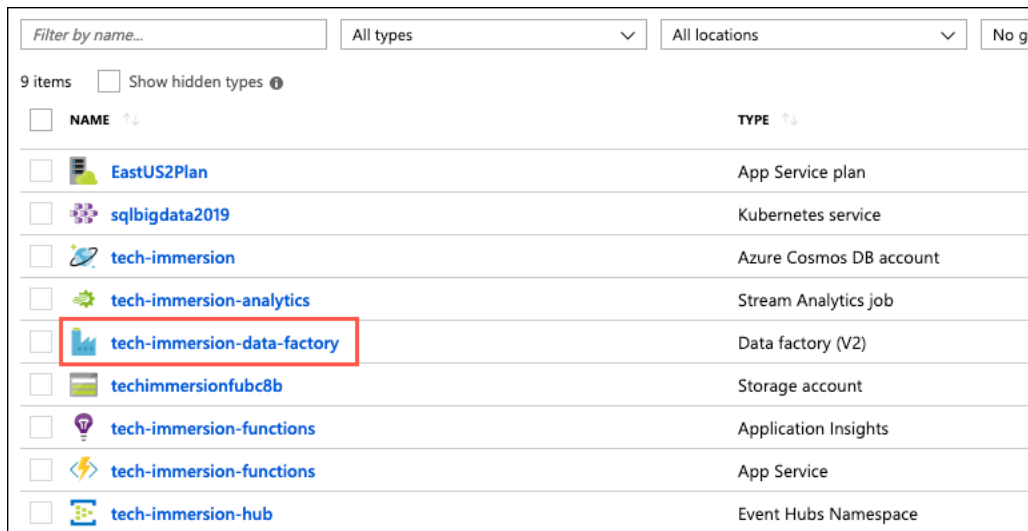 Filter by name... All types All locations No g
9 items Show hidden types
NAME TYPE
EastUS2Plan App Service plan
sqlbigdata2019 Kubernetes service
tech-immersion Azure Cosmos DB account
tech-immersion-analytics Stream Analytics job
tech-immersion-data-factory Data factory (V2)
techimmersionfubc8b Storage account
tech-immersion-functions Application Insights
tech-immersion-functions App Service
tech-immersion-hub Event Hubs Namespace